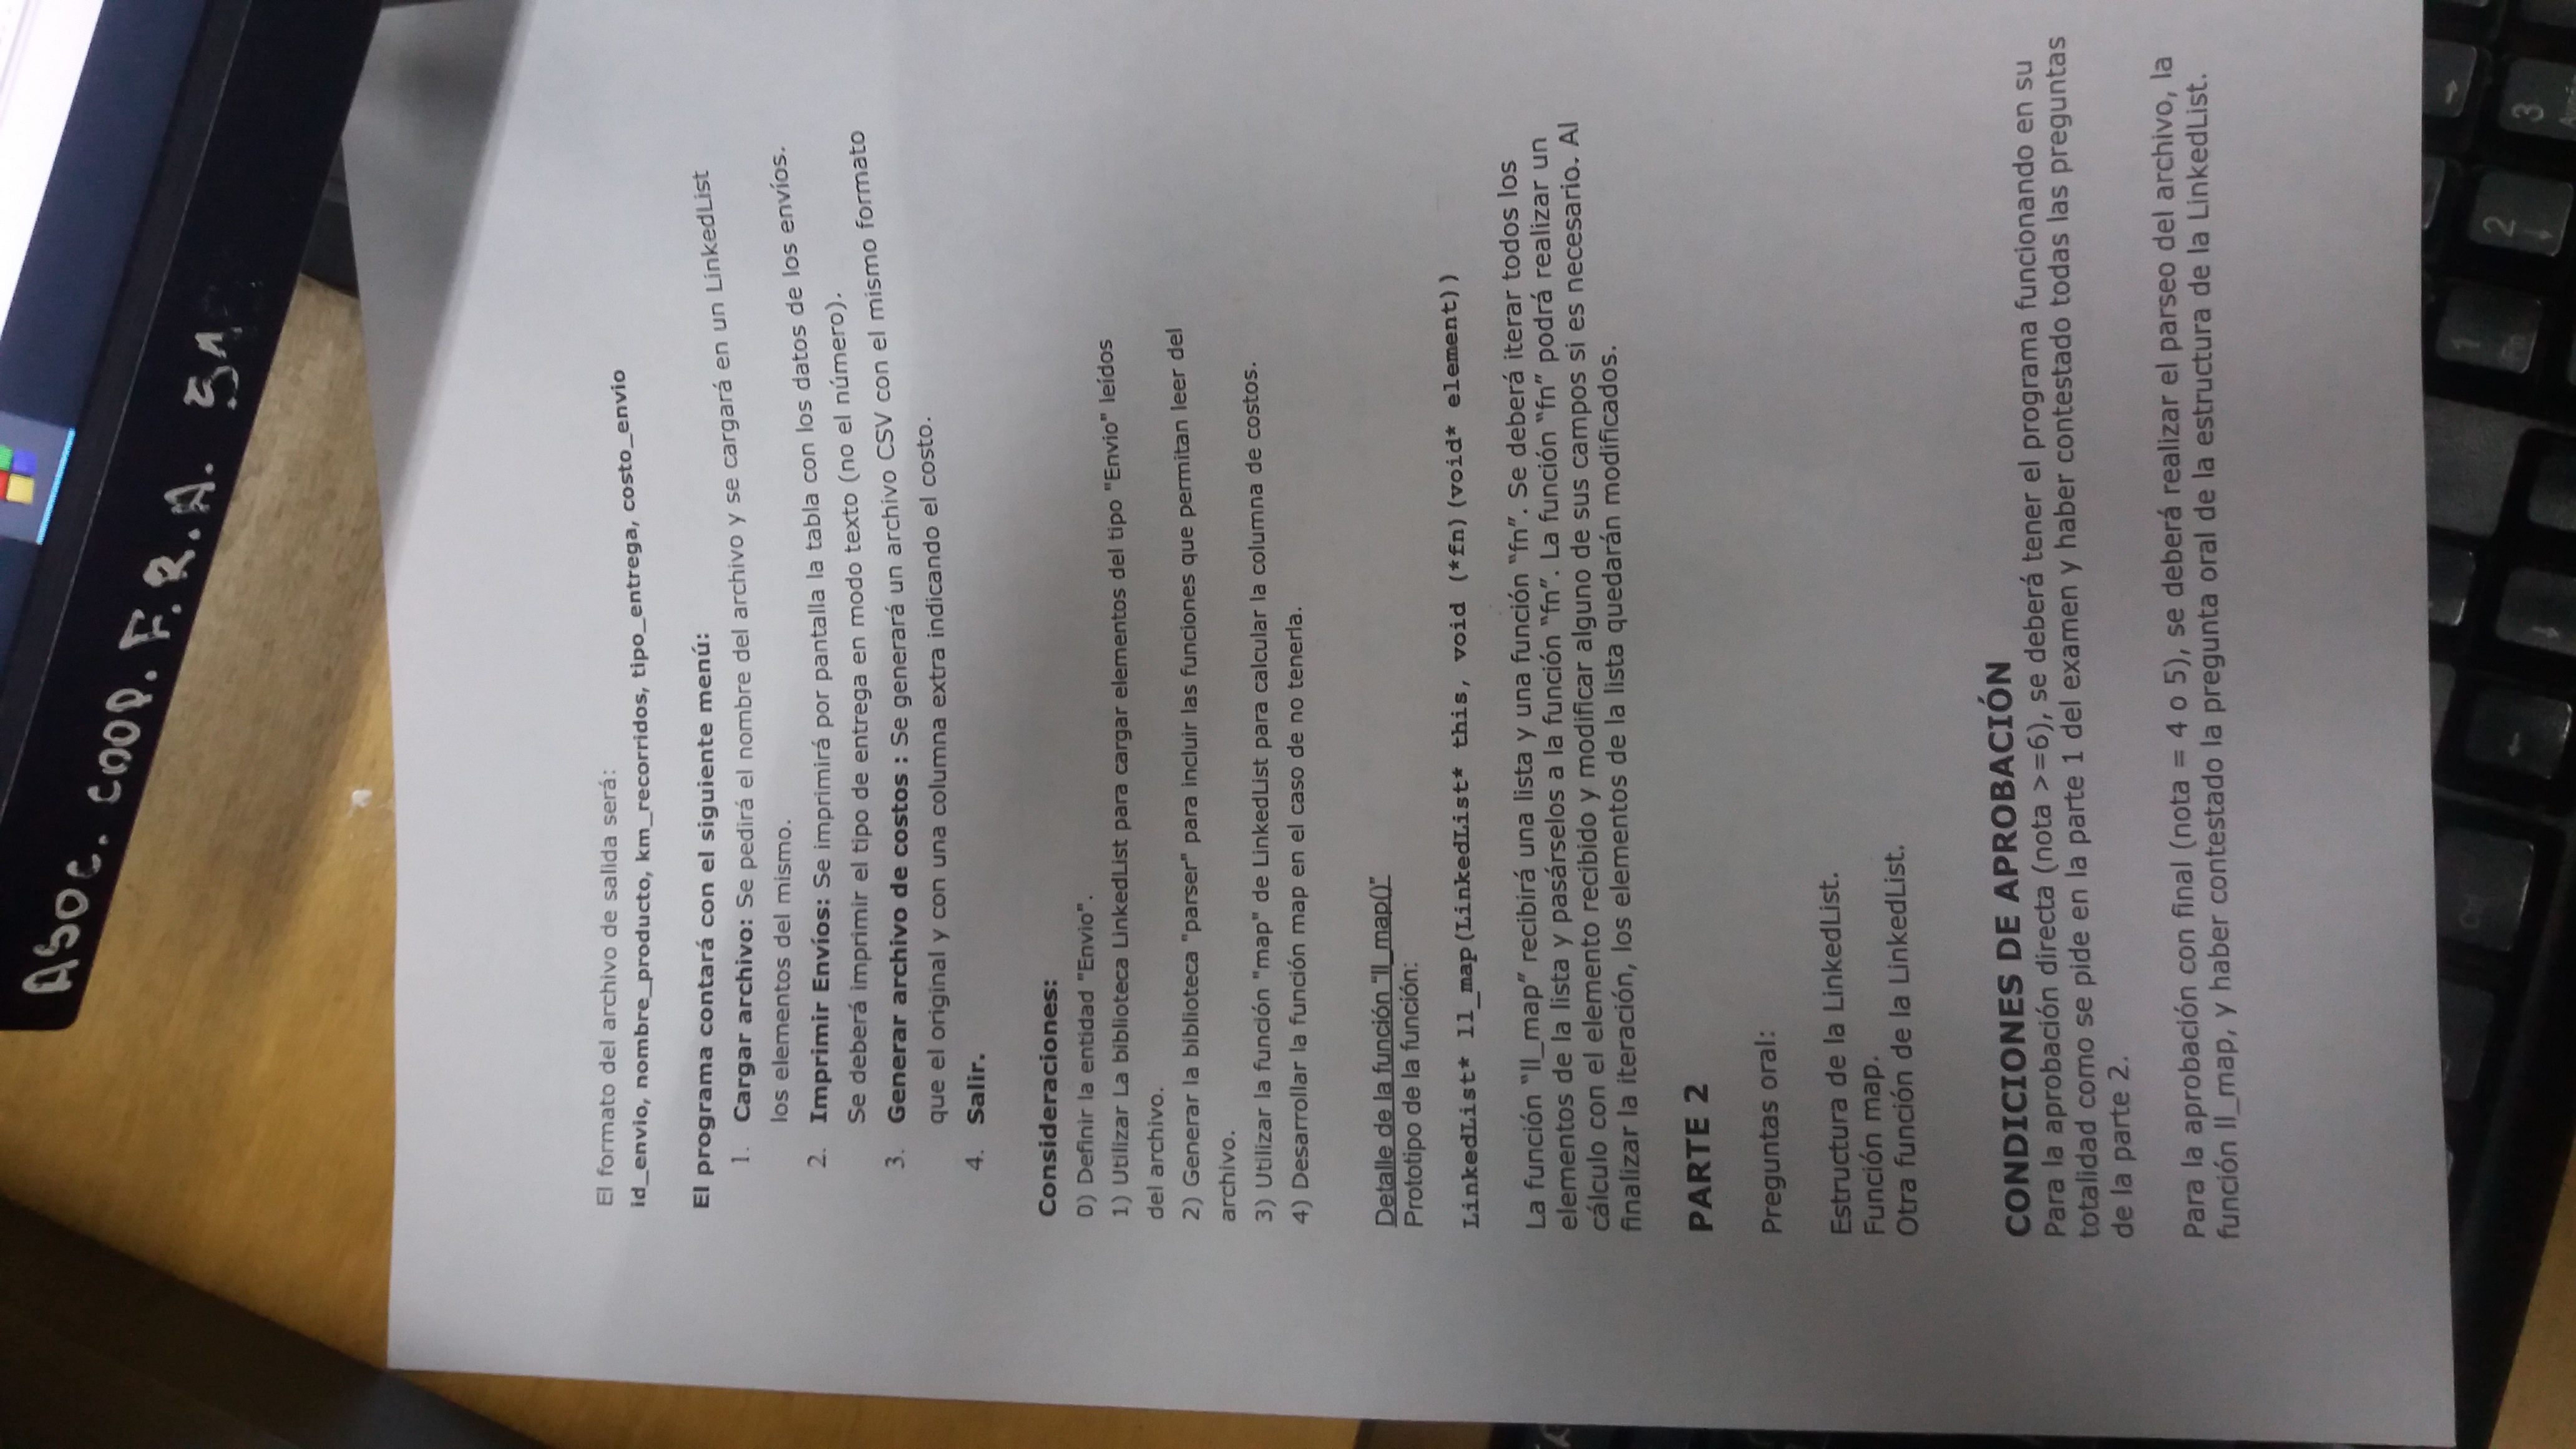 ASOC. COOP. F.R.A. 51
El formato del archivo de salida será:
id_envio, nombre_producto, km_recorridos, tipo_entrega, costo_envio
El programa contará con el siguiente menú:
1. Cargar archivo: Se pedirá el nombre del archivo y se cargará en un LinkedList
los elementos del mismo.
2. Imprimir Envíos: Se imprimirá por pantalla la tabla con los datos de los envíos.
Se deberá imprimir el tipo de entrega en modo texto (no el número).
3. Generar archivo de costos : Se generará un archivo CSV con el mismo formato
que el original y con una columna extra indicando el costo.
4. Salir.
Consideraciones:
0) Definir la entidad "Envio".
1) Utilizar La biblioteca LinkedList para cargar elementos del tipo "Envio" leídos
del archivo.
2) Generar la biblioteca "parser" para incluir las funciones que permitan leer del
archivo.
3) Utilizar la función "map" de LinkedList para calcular la columna de costos.
4) Desarrollar la función map en el caso de no tenerla.
Detalle de la función “ll_map()”
Prototipo de la función:
LinkedList* ll_map(LinkedList* this, void (*fn)(void* element))
La función “ll_map” recibirá una lista y una función “fn”. Se deberá iterar todos los
elementos de la lista y pasárselos a la función “fn”. La función “fn” podrá realizar un
cálculo con el elemento recibido y modificar alguno de sus campos si es necesario. Al
finalizar la iteración, los elementos de la lista quedarán modificados.
PARTE 2
Preguntas oral:
Estructura de la LinkedList.
Función map.
Otra función de la LinkedList.
CONDICIONES DE APROBACIÓN
Para la aprobación directa (nota >=6), se deberá tener el programa funcionando en su
totalidad como se pide en la parte 1 del examen y haber contestado todas las preguntas
de la parte 2.
Para la aprobación con final (nota = 4 o 5), se deberá realizar el parseo del archivo, la
función ll_map, y haber contestado la pregunta oral de la estructura de la LinkedList.
Ctrl
1
2
3